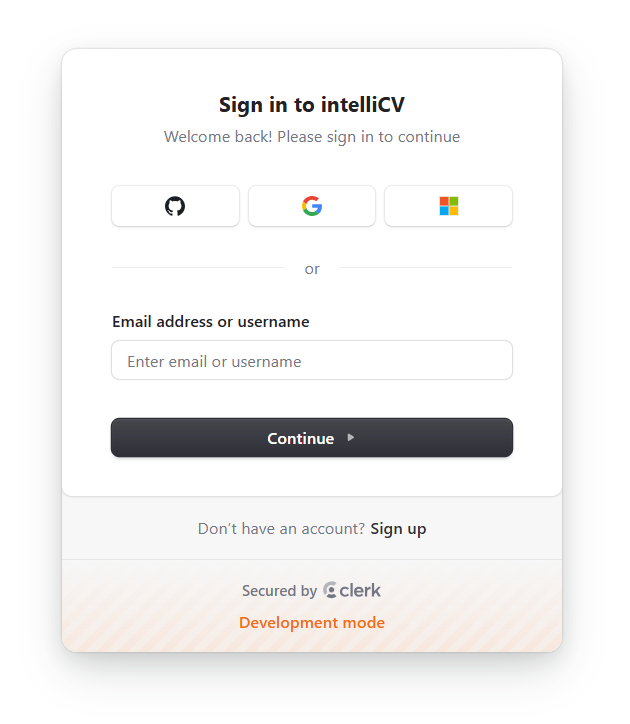 Sign in to intelliCV
Welcome back! Please sign in to continue
or
Email address or username
Enter email or username
Continue
Don’t have an account? Sign up
Secured by clerk
Development mode